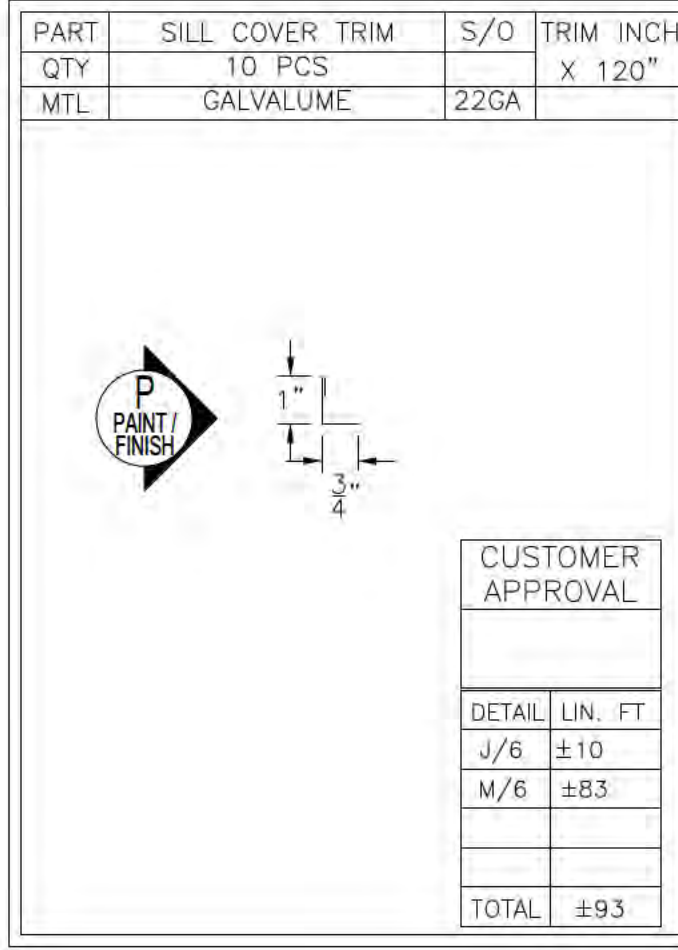 PART SILL COVER TRIM S/O TRIM INCH
QTY 10 PCS X 120"
MTL GALVALUME 22GA
P
PAINT /
FINISH
1"
3/4"
CUSTOMER
APPROVAL
DETAIL LIN. FT
J/6 ±10
M/6 ±83
TOTAL ±93